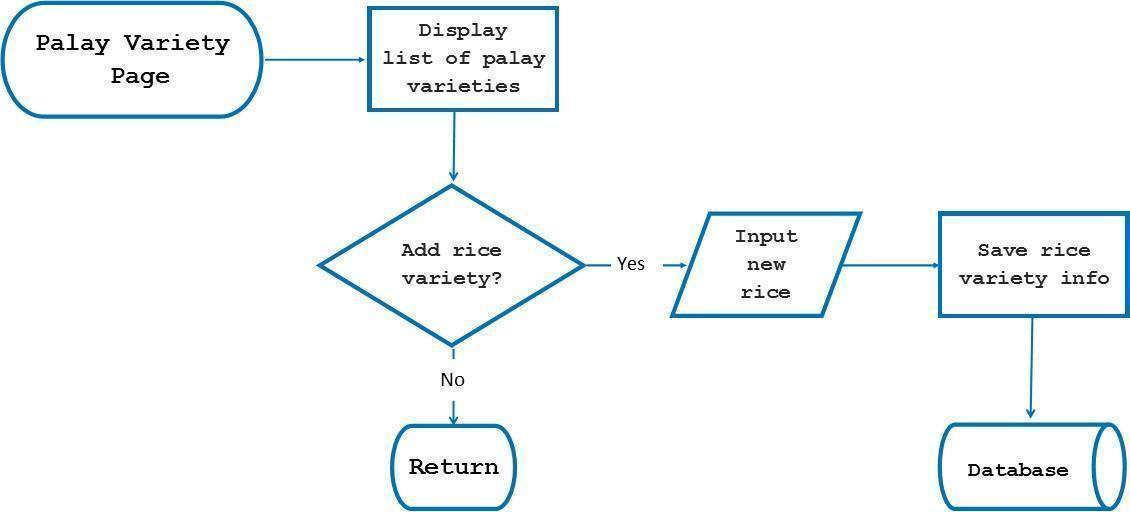 Palay Variety
Page
Display
list of palay
varieties
Add rice
variety?
Yes
Input
new
rice
Save rice
variety info
No
Return
Database